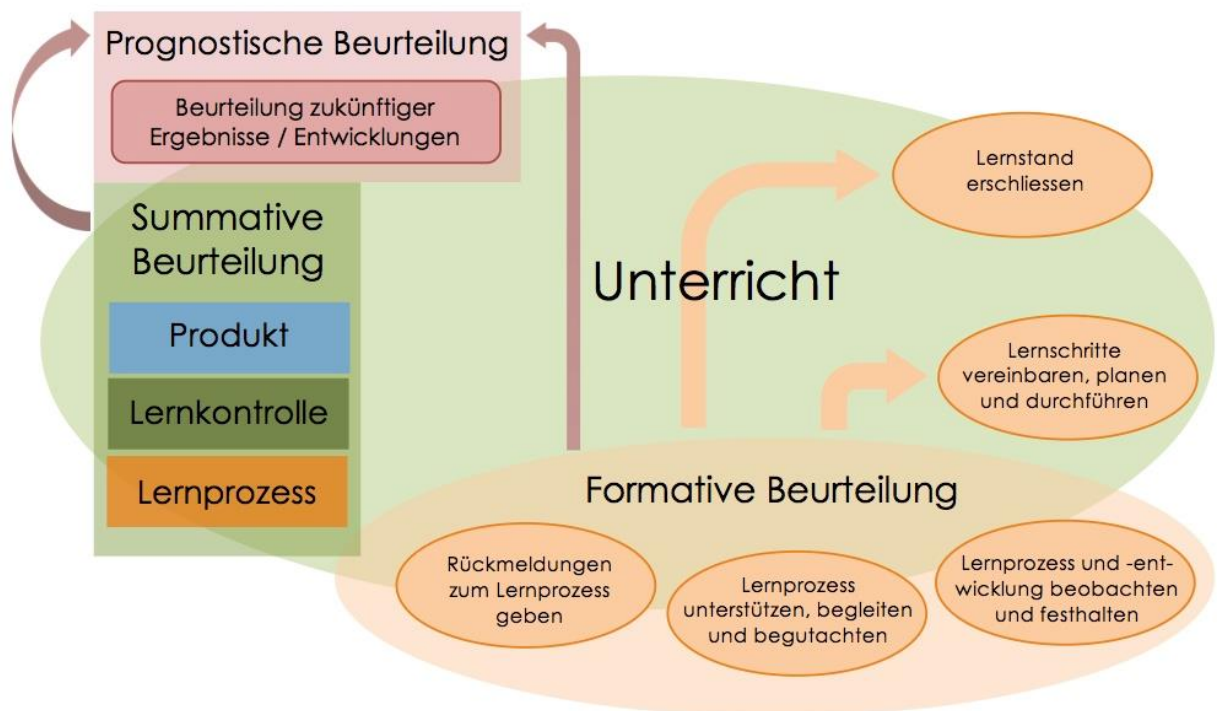 Prognostische Beurteilung
Beurteilung zukünftiger
Ergebnisse / Entwicklungen
Summative
Beurteilung
Produkt
Lernkontrolle
Lernprozess
Unterricht
Lernstand
erschliessen
Lernschritte
vereinbaren, planen
und durchführen
Formative Beurteilung
Rückmeldungen
zum Lernprozess
geben
Lernprozess
unterstützen, begleiten
und begutachten
Lernprozess und -ent-
wicklung beobachten
und festhalten